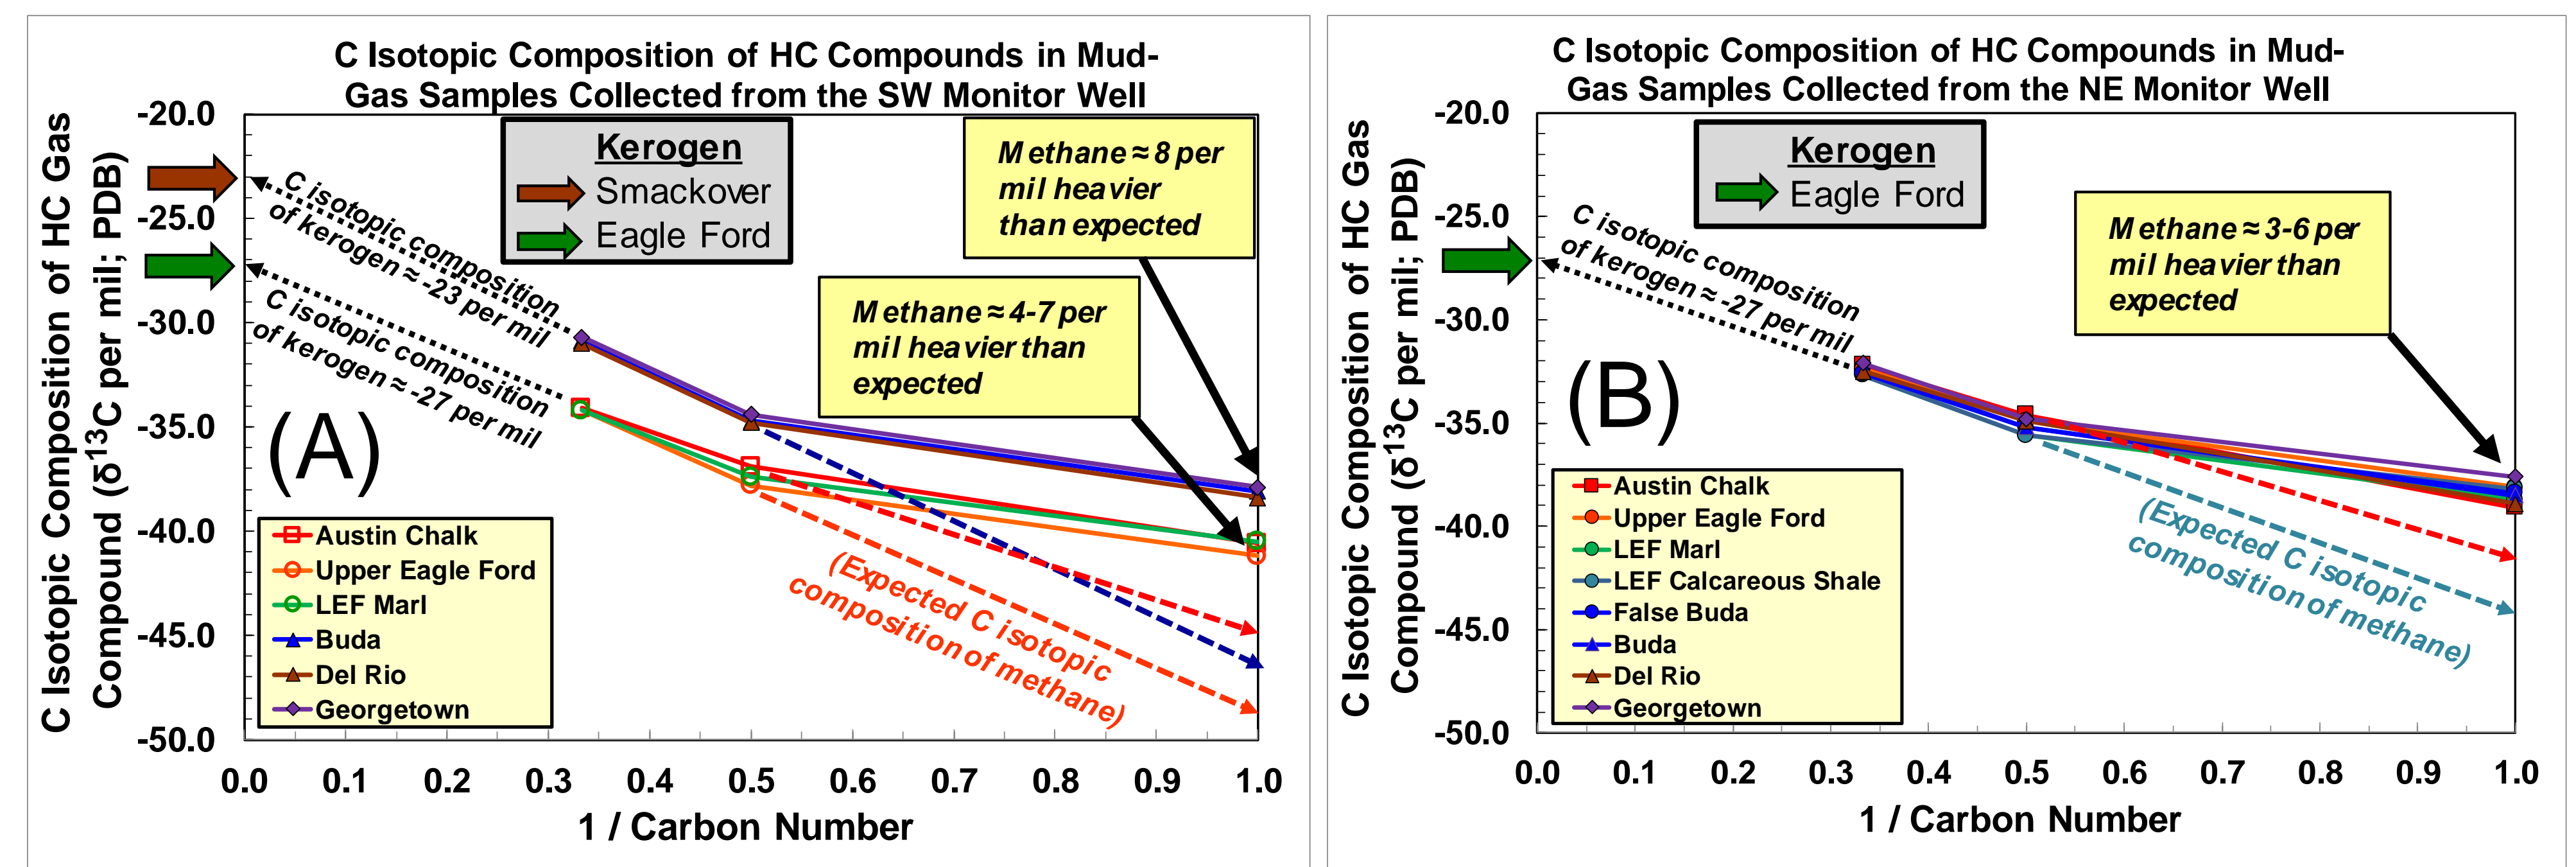 C Isotopic Composition of HC Compounds in Mud-
Gas Samples Collected from the SW Monitor Well
C Isotopic Composition of HC Gas
Compound (δ13C per mil; PDB)
-20.0
-25.0
-30.0
-35.0
-40.0
-45.0
-50.0
Kerogen
Smackover
Eagle Ford
Methane ≈ 8 per
mil heavier
than expected
Methane ≈ 4-7 per
mil heavier than
expected
C isotopic composition
of kerogen ≈ -23 per mil
C isotopic composition
of kerogen ≈ -27 per mil
(A)
(Expected C isotopic
composition of methane)
Austin Chalk
Upper Eagle Ford
LEF Marl
Buda
Del Rio
Georgetown
0.0 0.1 0.2 0.3 0.4 0.5 0.6 0.7 0.8 0.9 1.0
1 / Carbon Number
C Isotopic Composition of HC Compounds in Mud-
Gas Samples Collected from the NE Monitor Well
C Isotopic Composition of HC Gas
Compound (δ13C per mil; PDB)
-20.0
-25.0
-30.0
-35.0
-40.0
-45.0
-50.0
Kerogen
Eagle Ford
Methane ≈ 3-6 per
mil heavier than
expected
C isotopic composition
of kerogen ≈ -27 per mil
(B)
(Expected C isotopic
composition of methane)
Austin Chalk
Upper Eagle Ford
LEF Marl
LEF Calcareous Shale
False Buda
Buda
Del Rio
Georgetown
0.0 0.1 0.2 0.3 0.4 0.5 0.6 0.7 0.8 0.9 1.0
1 / Carbon Number